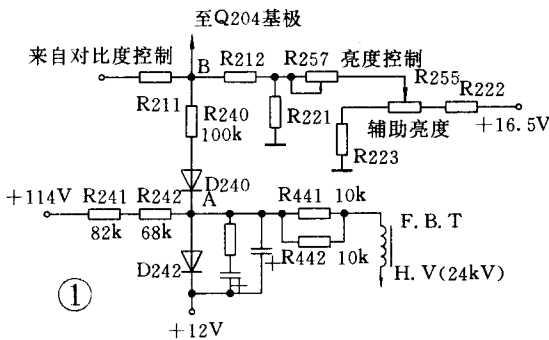 至Q204基极
来自对比度控制
B
R212
R257
亮度控制
R255
R222
R211
R240
100k
R221
辅助亮度
+16.5V
R223
D240
+114V
R241
R242
A
R441
10k
F.B.T
82k
68k
D242
R442
10k
H.V(24kV)
①
+12V